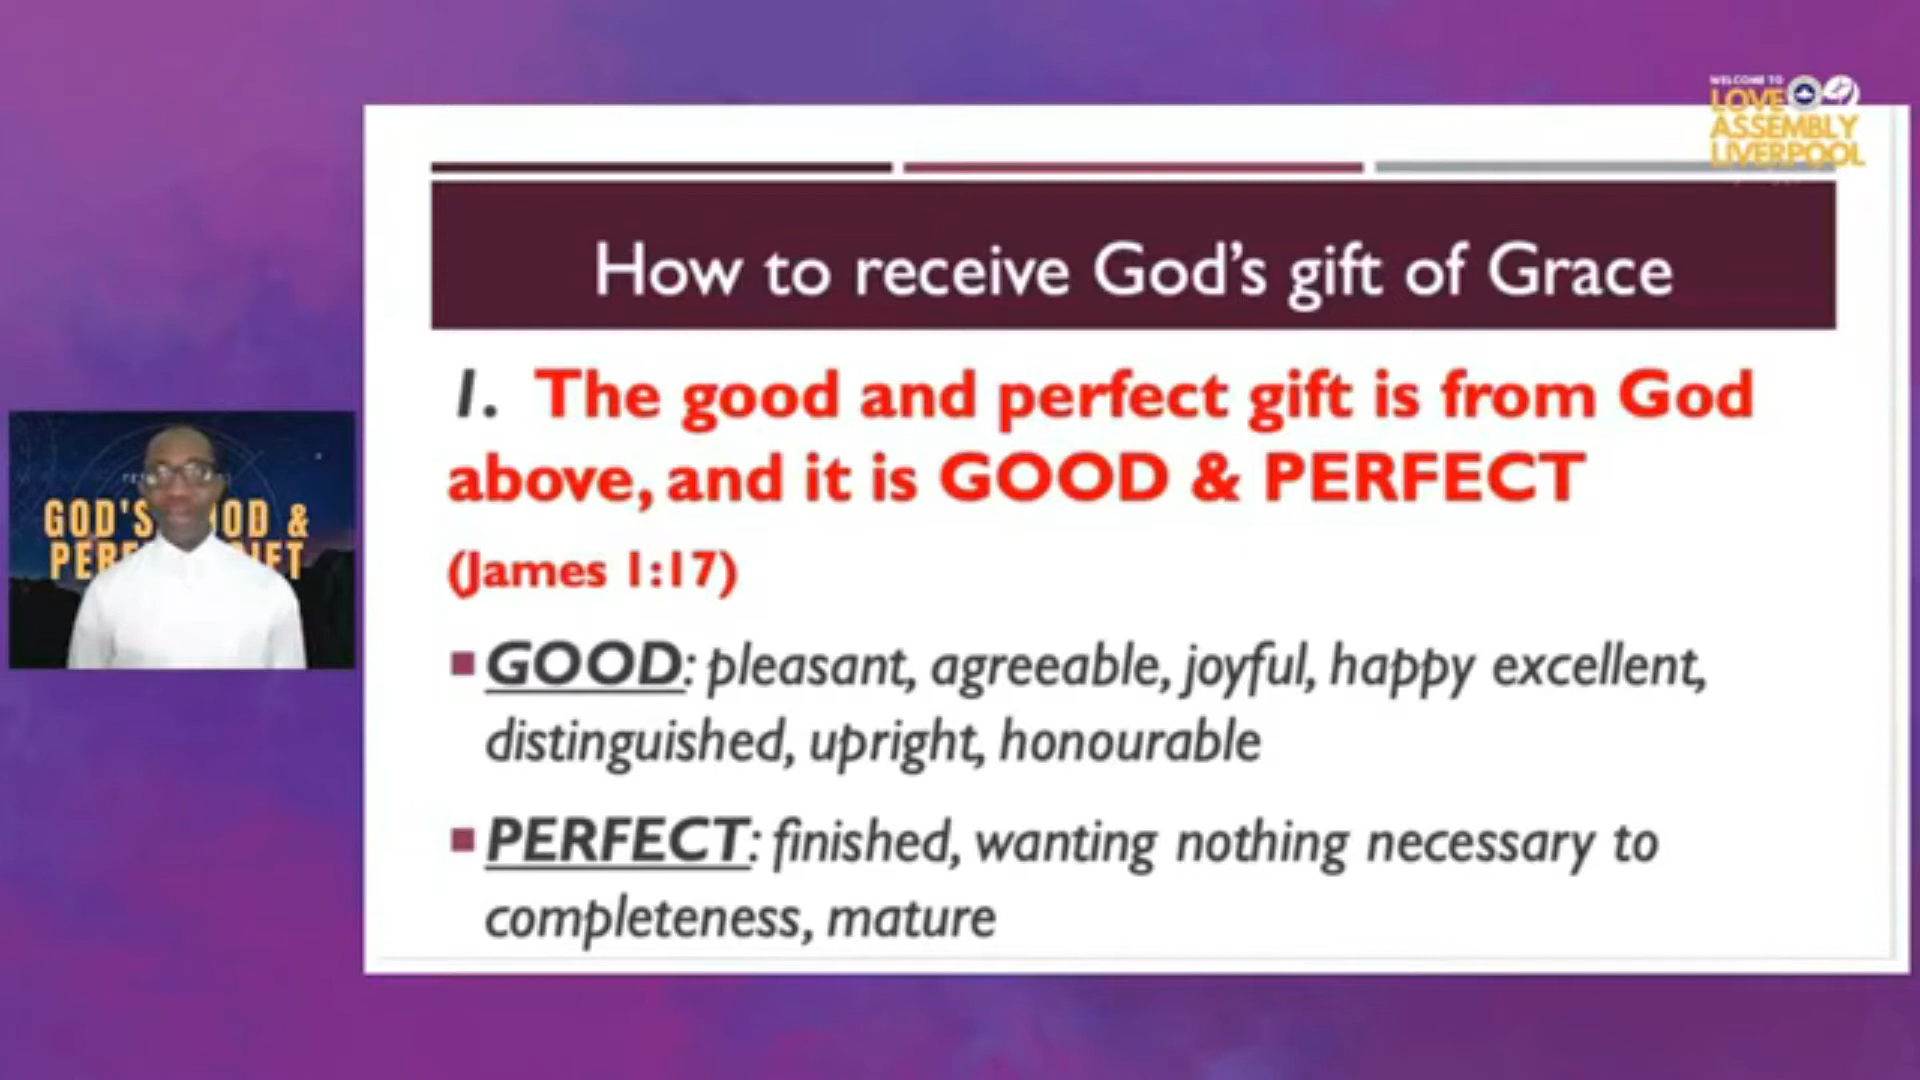 WELCOME TO
LOVE
ASSEMBLY
LIVERPOOL
How to receive God's gift of Grace
1. The good and perfect gift is from God
above, and it is GOOD & PERFECT
(James 1:17)
GOOD: pleasant, agreeable, joyful, happy excellent,
distinguished, upright, honourable
PERFECT: finished, wanting nothing necessary to
completeness, mature
GOD'S OOD &
PER